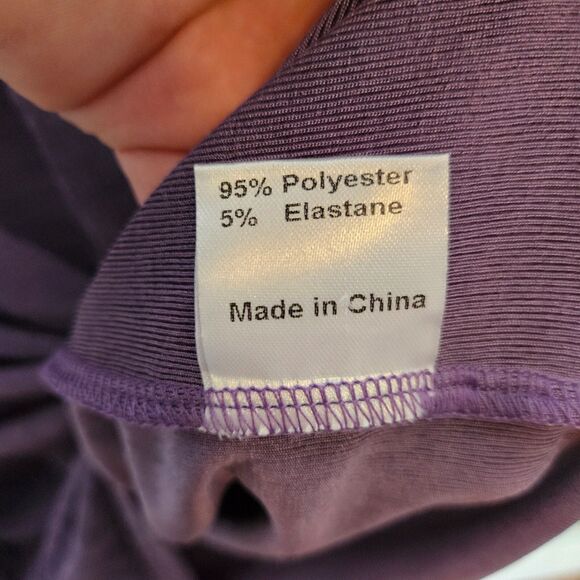 95% Polyester
5% Elastane
Made in China